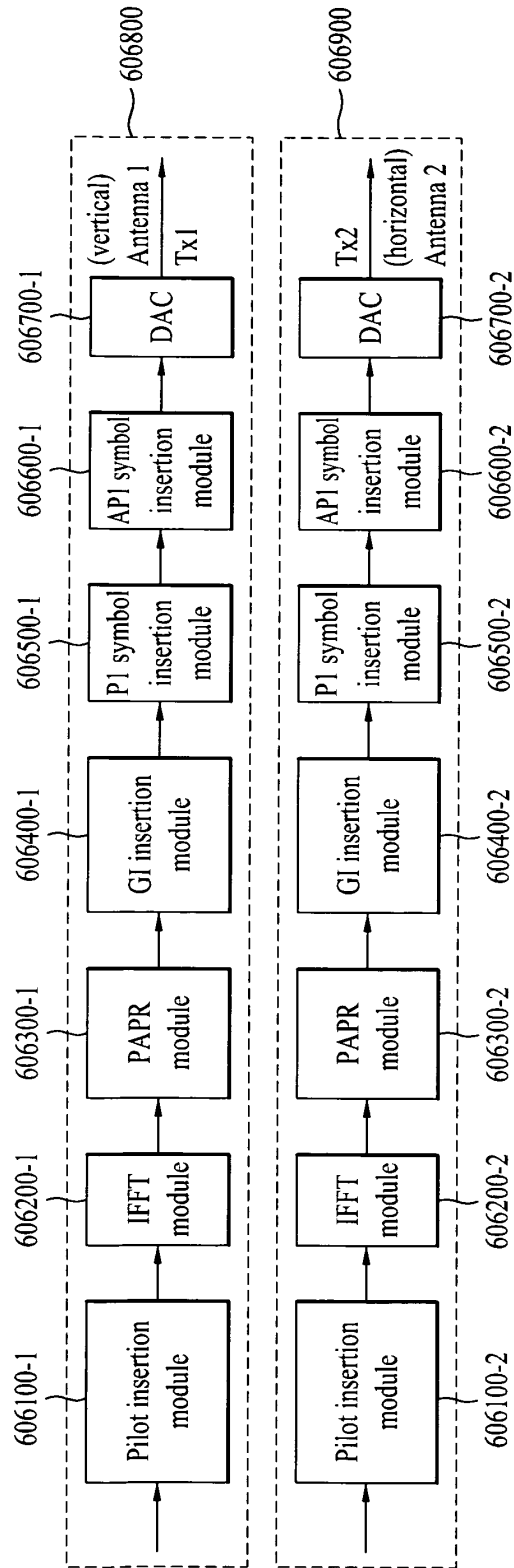 606100-1
606200-1
606300-1
606400-1
606500-1
606600-1
606700-1
Pilot insertion
module
IFFT
module
PAPR
module
GI insertion
module
P1 symbol
insertion
module
AP1 symbol
insertion
module
DAC
(vertical)
Antenna 1
Tx1
606800
Pilot insertion
module
IFFT
module
PAPR
module
GI insertion
module
P1 symbol
insertion
module
AP1 symbol
insertion
module
DAC
Tx2
(horizontal)
Antenna 2
606900
606100-2
606200-2
606300-2
606400-2
606500-2
606600-2
606700-2